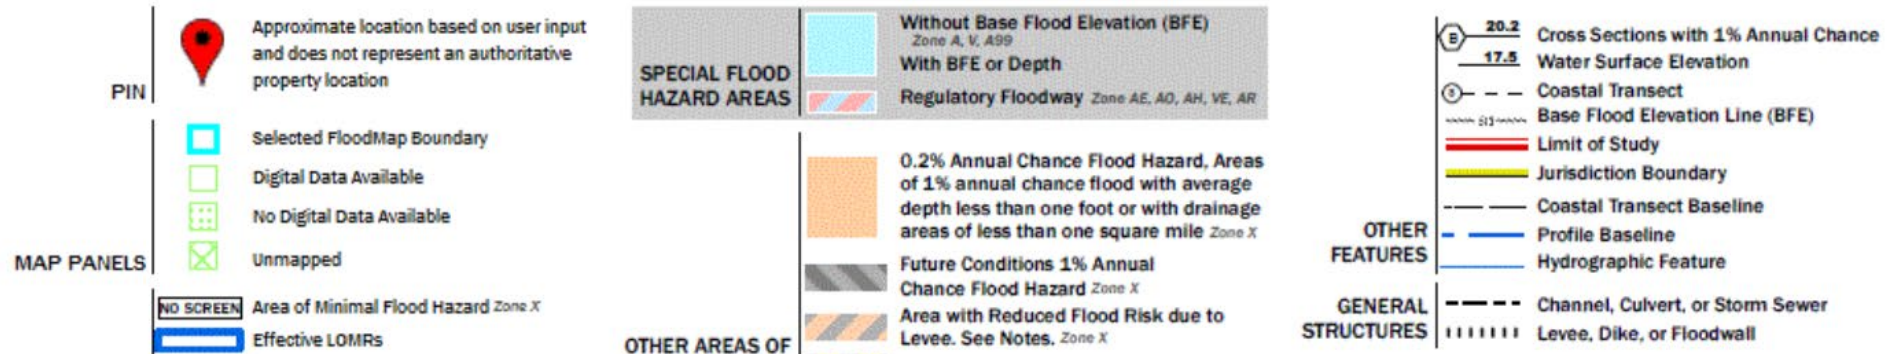 Approximate location based on user input
and does not represent an authoritative
property location
PIN
Selected FloodMap Boundary
Digital Data Available
No Digital Data Available
Unmapped
MAP PANELS
NO SCREEN Area of Minimal Flood Hazard Zone X
Effective LOMRs
Without Base Flood Elevation (BFE)
Zone A, V, A99
With BFE or Depth
SPECIAL FLOOD
HAZARD AREAS
Regulatory Floodway Zone AE, AO, AH, VE, AR
0.2% Annual Chance Flood Hazard, Areas
of 1% annual chance flood with average
depth less than one foot or with drainage
areas of less than one square mile Zone X
Future Conditions 1% Annual
Chance Flood Hazard Zone X
Area with Reduced Flood Risk due to
Levee. See Notes. Zone X
OTHER AREAS OF
B 20.2 Cross Sections with 1% Annual Chance
17.5 Water Surface Elevation
Coastal Transect
Base Flood Elevation Line (BFE)
Limit of Study
Jurisdiction Boundary
Coastal Transect Baseline
OTHER
FEATURES
Profile Baseline
Hydrographic Feature
GENERAL
STRUCTURES
Channel, Culvert, or Storm Sewer
Levee, Dike, or Floodwall